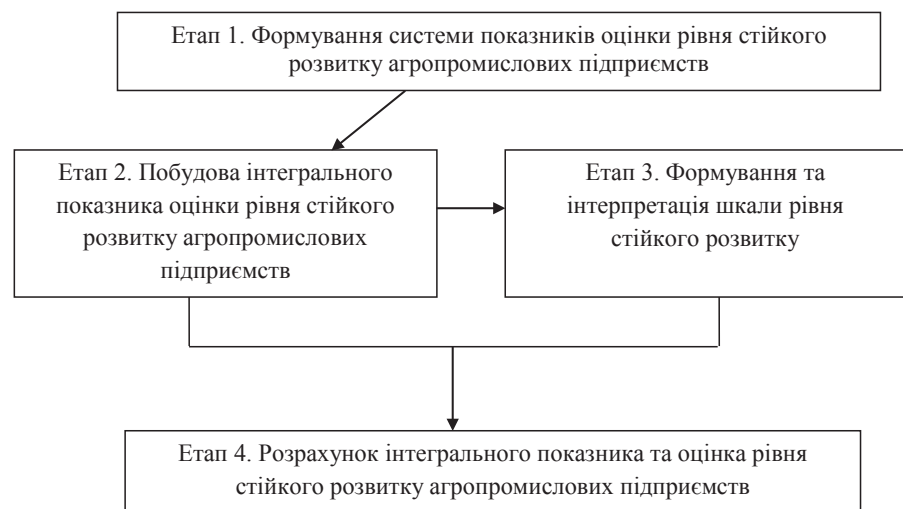 Етап 1. Формування системи показників оцінки рівня стійкого
розвитку агропромислових підприємств
Етап 2. Побудова інтегрального
показника оцінки рівня стійкого
розвитку агропромислових
підприємств
Етап 3. Формування та
інтерпретація шкали рівня
стійкого розвитку
Етап 4. Розрахунок інтегрального показника та оцінка рівня
стійкого розвитку агропромислових підприємств